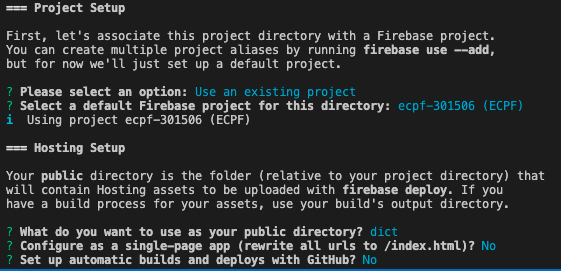 === Project Setup
First, let's associate this project directory with a Firebase project.
You can create multiple project aliases by running firebase use --add,
but for now we'll just set up a default project.
? Please select an option: Use an existing project
? Select a default Firebase project for this directory: ecpf-301506 (ECPF)
i  Using project ecpf-301506 (ECPF)
=== Hosting Setup
Your public directory is the folder (relative to your project directory) that
will contain Hosting assets to be uploaded with firebase deploy. If you
have a build process for your assets, use your build's output directory.
? What do you want to use as your public directory? dict
? Configure as a single-page app (rewrite all urls to /index.html)? No
? Set up automatic builds and deploys with GitHub? No